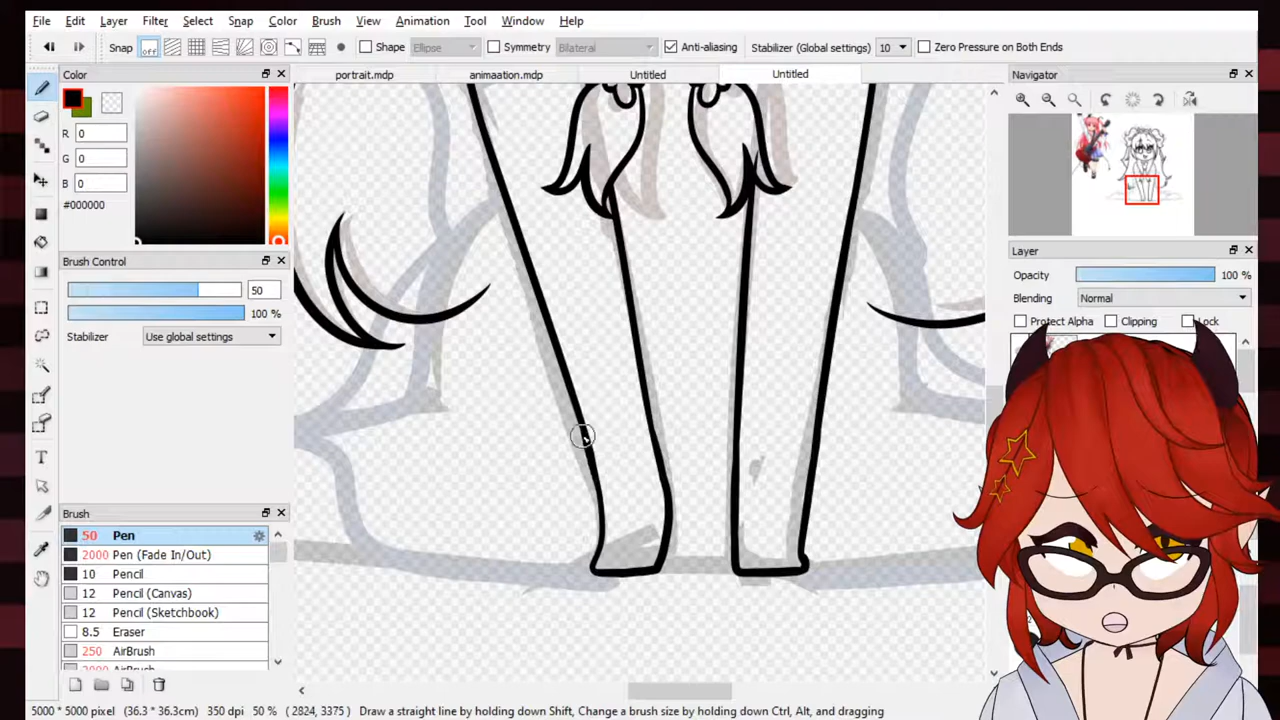 File Edit Layer Filter Select Snap Color Brush View Animation Tool Window Help
Snap off Shape Ellipse Symmetry Bilateral Anti-aliasing Stabilizer (Global settings) 10 Zero Pressure on Both Ends
Color
portrait.mdp animaation.mdp Untitled Untitled
Navigator
R 0
G 0
B 0
#000000
Brush Control
50
100 %
Stabilizer Use global settings
Layer
Opacity 100 %
Blending Normal
Protect Alpha Clipping Lock
Brush
50 Pen
2000 Pen (Fade In/Out)
10 Pencil
12 Pencil (Canvas)
12 Pencil (Sketchbook)
8.5 Eraser
250 AirBrush
5000 * 5000 pixel (36.3 * 36.3cm) 350 dpi 50 % ( 2824, 3375 ) Draw a straight line by holding down Shift, Change a brush size by holding down Ctrl, Alt, and dragging